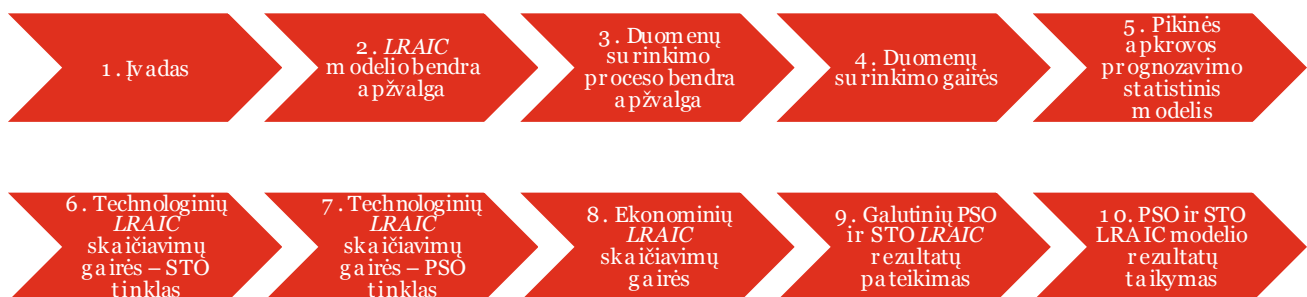 1. Įvadas
2. LRAIC
modelio bendra
apžvalga
3. Duomenų
surinkimo
proceso bendra
apžvalga
4. Duomenų
surinkimo gairės
5. Pikinės
apkrovos
prognozavimo
statistinis
modelis
6. Technologinių
LRAIC
skaičiavimų
gairės – STO
tinklas
7. Technologinių
LRAIC
skaičiavimų
gairės – PSO
tinklas
8. Ekonominių
LRAIC
skaičiavimų
gairės
9. Galutinių PSO
ir STO LRAIC
rezultatų
pateikimas
10. PSO ir STO
LRAIC modelio
rezultatų
taikymas